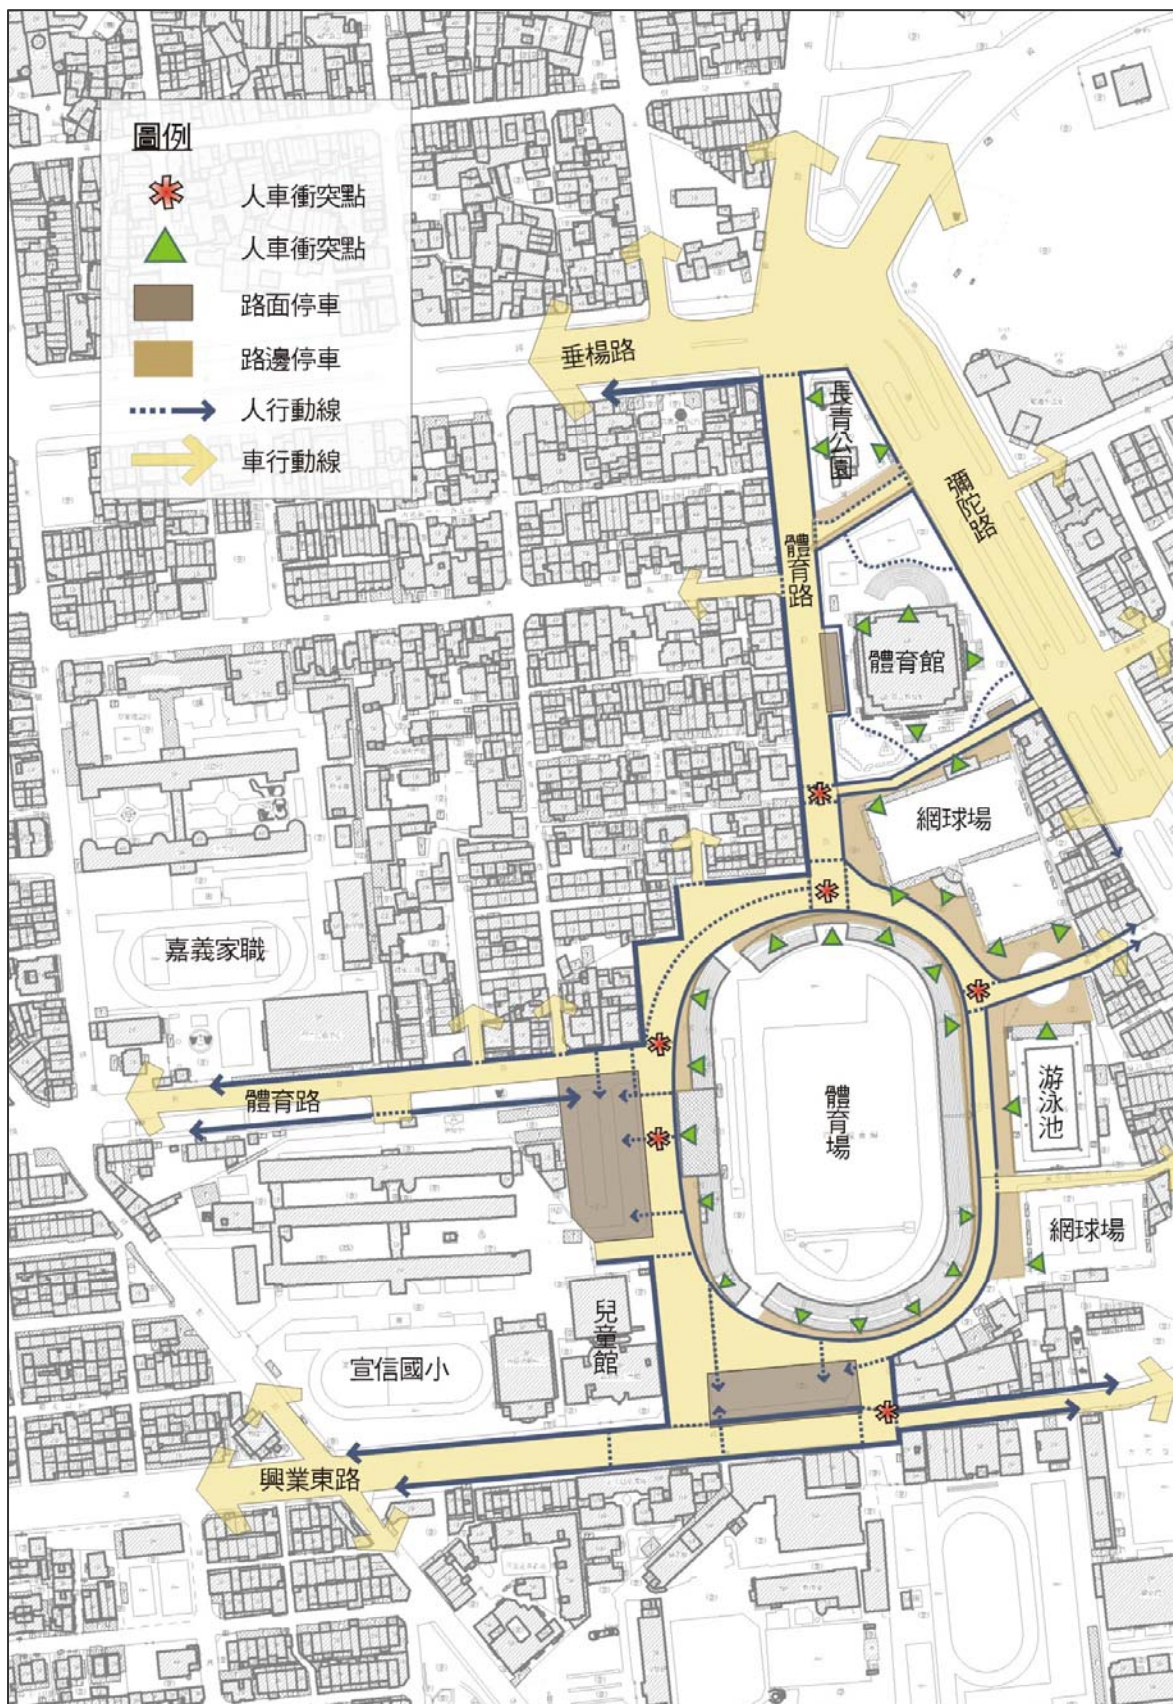 圖例
人車衝突點
人車衝突點
路面停車
路邊停車
人行動線
車行動線
垂楊路
長青公園
彌陀路
體育路
體育館
網球場
嘉義家職
體育路
體育場
游泳池
網球場
兒童館
宣信國小
興業東路